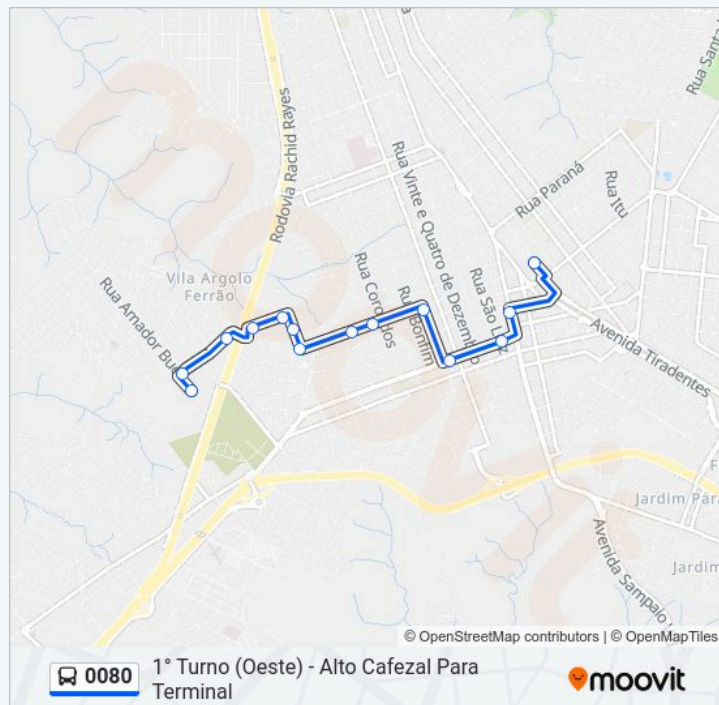 Rua Santa
Rodovia Rachid Rayes
Rua Paraná
Rua Itu
Rua Vinte e Quatro de Dezembro
Vila Argolo
Ferrão
Rua Coroados
Rua São Luiz
Rua Bonfim
Rua Amador Bue
Avenida Tiradentes
Jardim Par
Jardim
Avenida Sampaio
© OpenStreetMap contributors | © OpenMapTiles
0080
1° Turno (Oeste) - Alto Cafezal Para
Terminal
moovit